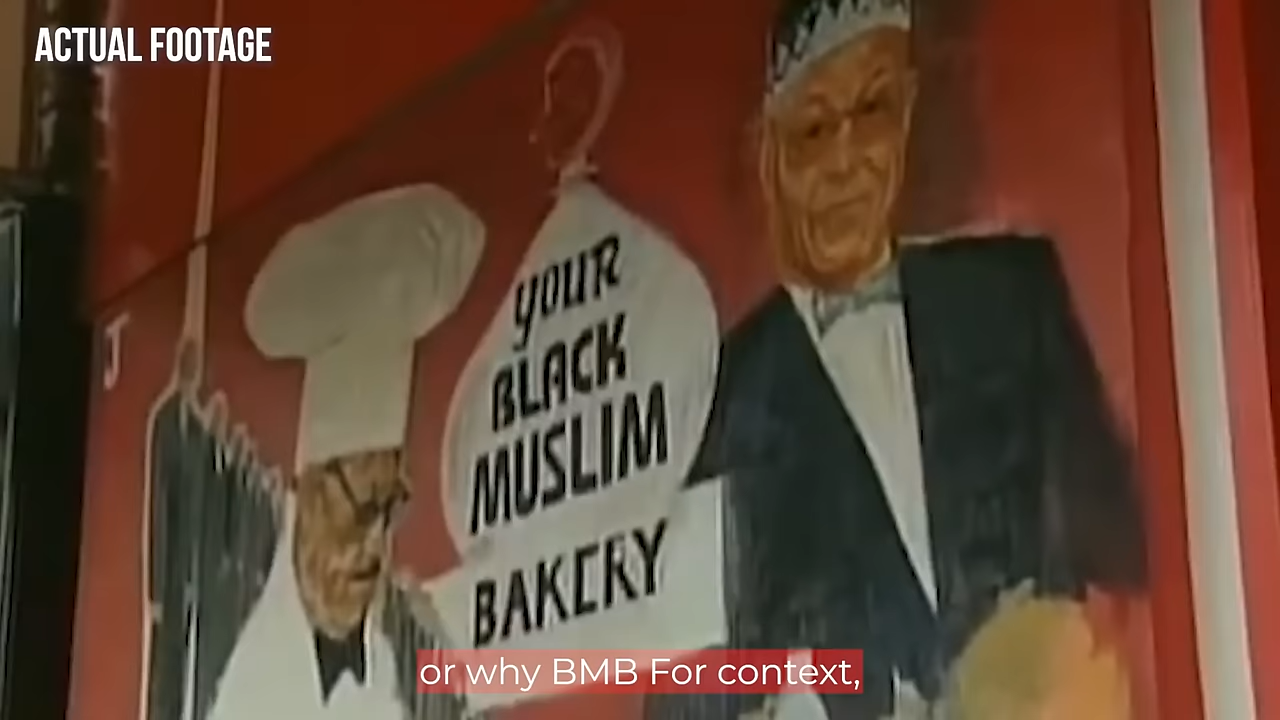 ACTUAL FOOTAGE
J
YOUR
BLACK
MUSLIM
BAKERY
or why BMB For context,